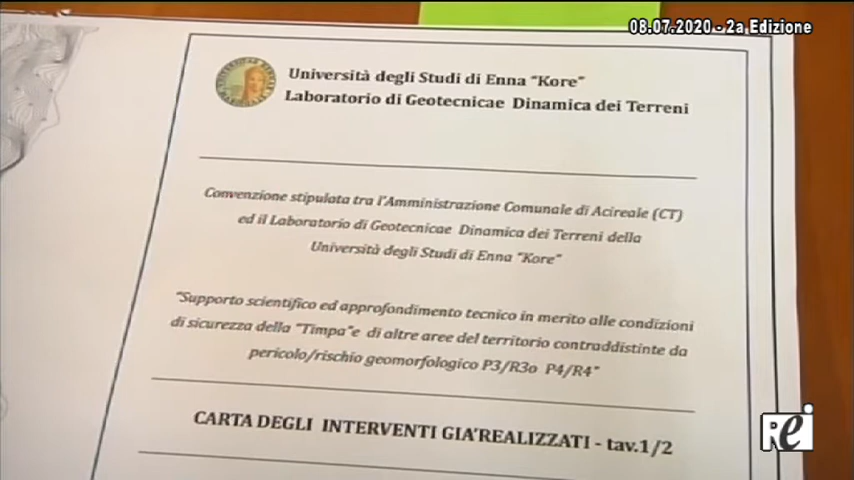 08.07.2020 - 2a Edizione
Università degli Studi di Enna "Kore"
Laboratorio di Geotecnicae Dinamica dei Terreni
Convenzione stipulata tra l'Amministrazione Comunale di Acireale (CT)
ed il Laboratorio di Geotecnicae Dinamica dei Terreni della
Università degli Studi di Enna "Kore"
"Supporto scientifico ed approfondimento tecnico in merito alle condizioni
di sicurezza della "Timpa"e di altre aree del territorio contraddistinte da
pericolo/rischio geomorfologico P3/R3o P4/R4"
CARTA DEGLI INTERVENTI GIA'REALIZZATI - tav.1/2
Rei